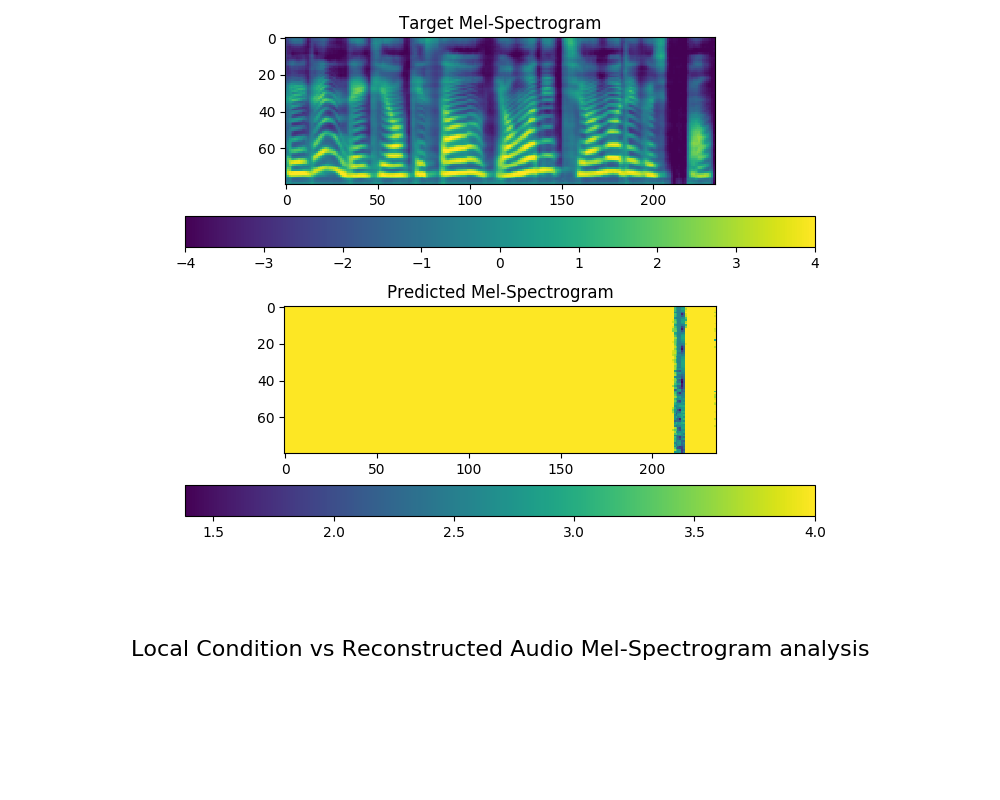 Target Mel-Spectrogram
0
20
40
60
0 50 100 150 200
−4 −3 −2 −1 0 1 2 3 4
Predicted Mel-Spectrogram
0
20
40
60
0 50 100 150 200
1.5 2.0 2.5 3.0 3.5 4.0
Local Condition vs Reconstructed Audio Mel-Spectrogram analysis